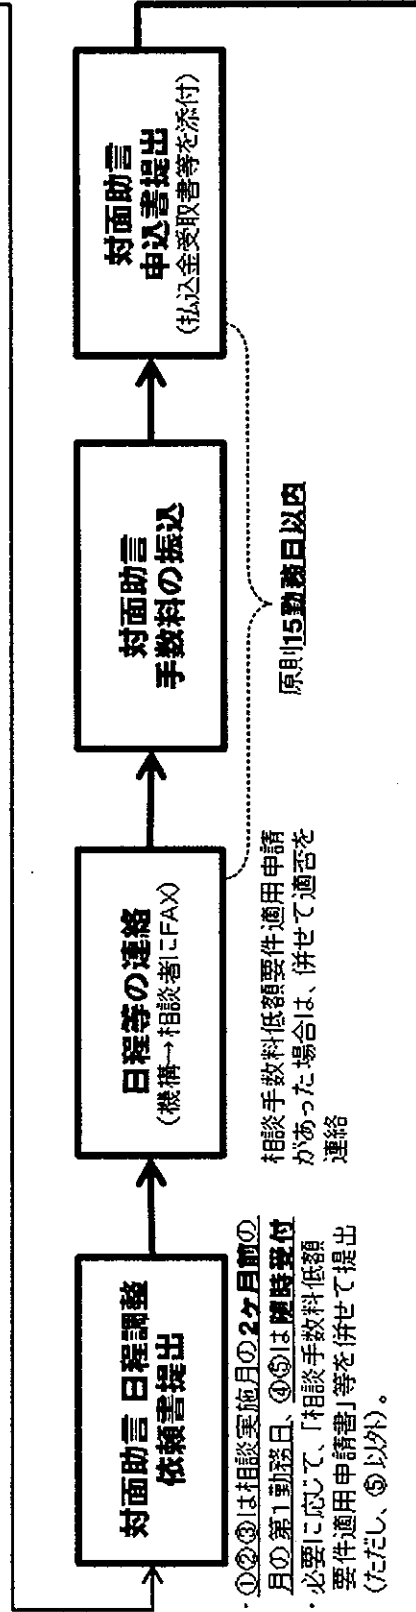 対面助言 日程調整
依頼書提出
・①②③は相談実施月の2ヶ月前の
月の第1勤務日、④⑤は随時受付
・必要に応じて、「相談手数料低額
要件適用申請書」等を併せて提出
(ただし、⑤以外)。
日程等の連絡
(機構→相談者にFAX)
相談手数料低額要件適用申請
があった場合は、併せて適否を
連絡
対面助言
手数料の振込
原則15勤務日以内
対面助言
申込書提出
(払込金受取書等を添付)